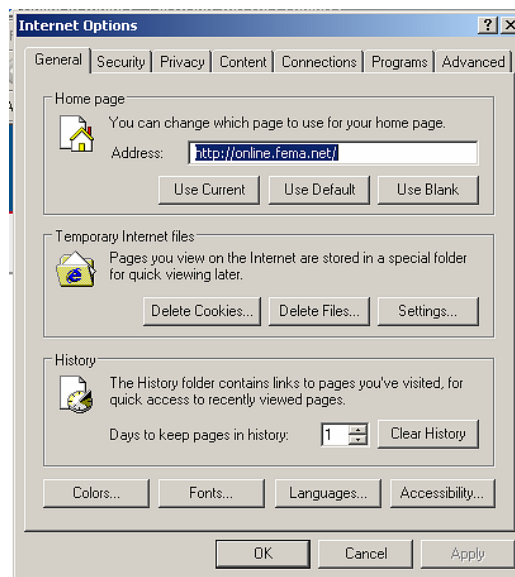 Internet Options
General Security Privacy Content Connections Programs Advanced
Home page
You can change which page to use for your home page.
Address: http://online.fema.net/
Use Current Use Default Use Blank
Temporary Internet files
Pages you view on the Internet are stored in a special folder
for quick viewing later.
Delete Cookies... Delete Files... Settings...
History
The History folder contains links to pages you've visited, for
quick access to recently viewed pages.
Days to keep pages in history: 1 Clear History
Colors... Fonts... Languages... Accessibility...
OK Cancel Apply